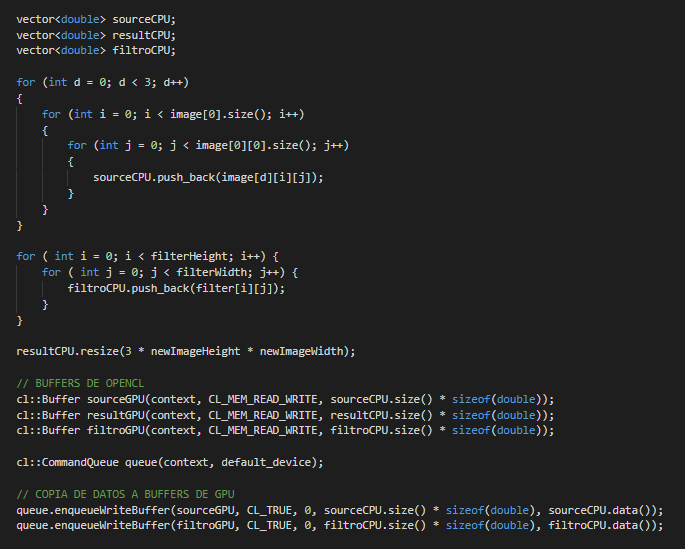 vector<double> sourceCPU;
vector<double> resultCPU;
vector<double> filtroCPU;

for (int d = 0; d < 3; d++)
{
    for (int i = 0; i < image[0].size(); i++)
    {
        for (int j = 0; j < image[0][0].size(); j++)
        {
            sourceCPU.push_back(image[d][i][j]);
        }
    }
}

for ( int i = 0; i < filterHeight; i++) {
    for ( int j = 0; j < filterWidth; j++) {
        filtroCPU.push_back(filter[i][j]);
    }
}

resultCPU.resize(3 * newImageHeight * newImageWidth);

// BUFFERS DE OPENCL
cl::Buffer sourceGPU(context, CL_MEM_READ_WRITE, sourceCPU.size() * sizeof(double));
cl::Buffer resultGPU(context, CL_MEM_READ_WRITE, resultCPU.size() * sizeof(double));
cl::Buffer filtroGPU(context, CL_MEM_READ_WRITE, filtroCPU.size() * sizeof(double));

cl::CommandQueue queue(context, default_device);

// COPIA DE DATOS A BUFFERS DE GPU
queue.enqueueWriteBuffer(sourceGPU, CL_TRUE, 0, sourceCPU.size() * sizeof(double), sourceCPU.data());
queue.enqueueWriteBuffer(filtroGPU, CL_TRUE, 0, filtroCPU.size() * sizeof(double), filtroCPU.data());